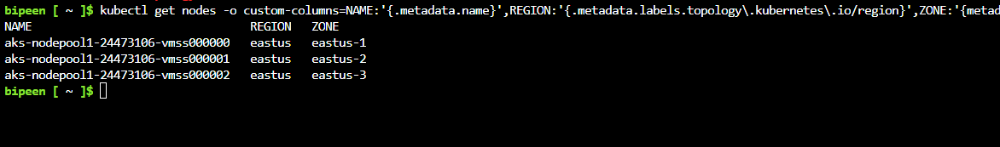 bipeen [ ~ ]$ kubectl get nodes -o custom-columns=NAME:'{.metadata.name}',REGION:'{.metadata.labels.topology\.kubernetes\.io/region}',ZONE:'{metad
NAME REGION ZONE
aks-nodepool1-24473106-vmss000000 eastus eastus-1
aks-nodepool1-24473106-vmss000001 eastus eastus-2
aks-nodepool1-24473106-vmss000002 eastus eastus-3
bipeen [ ~ ]$